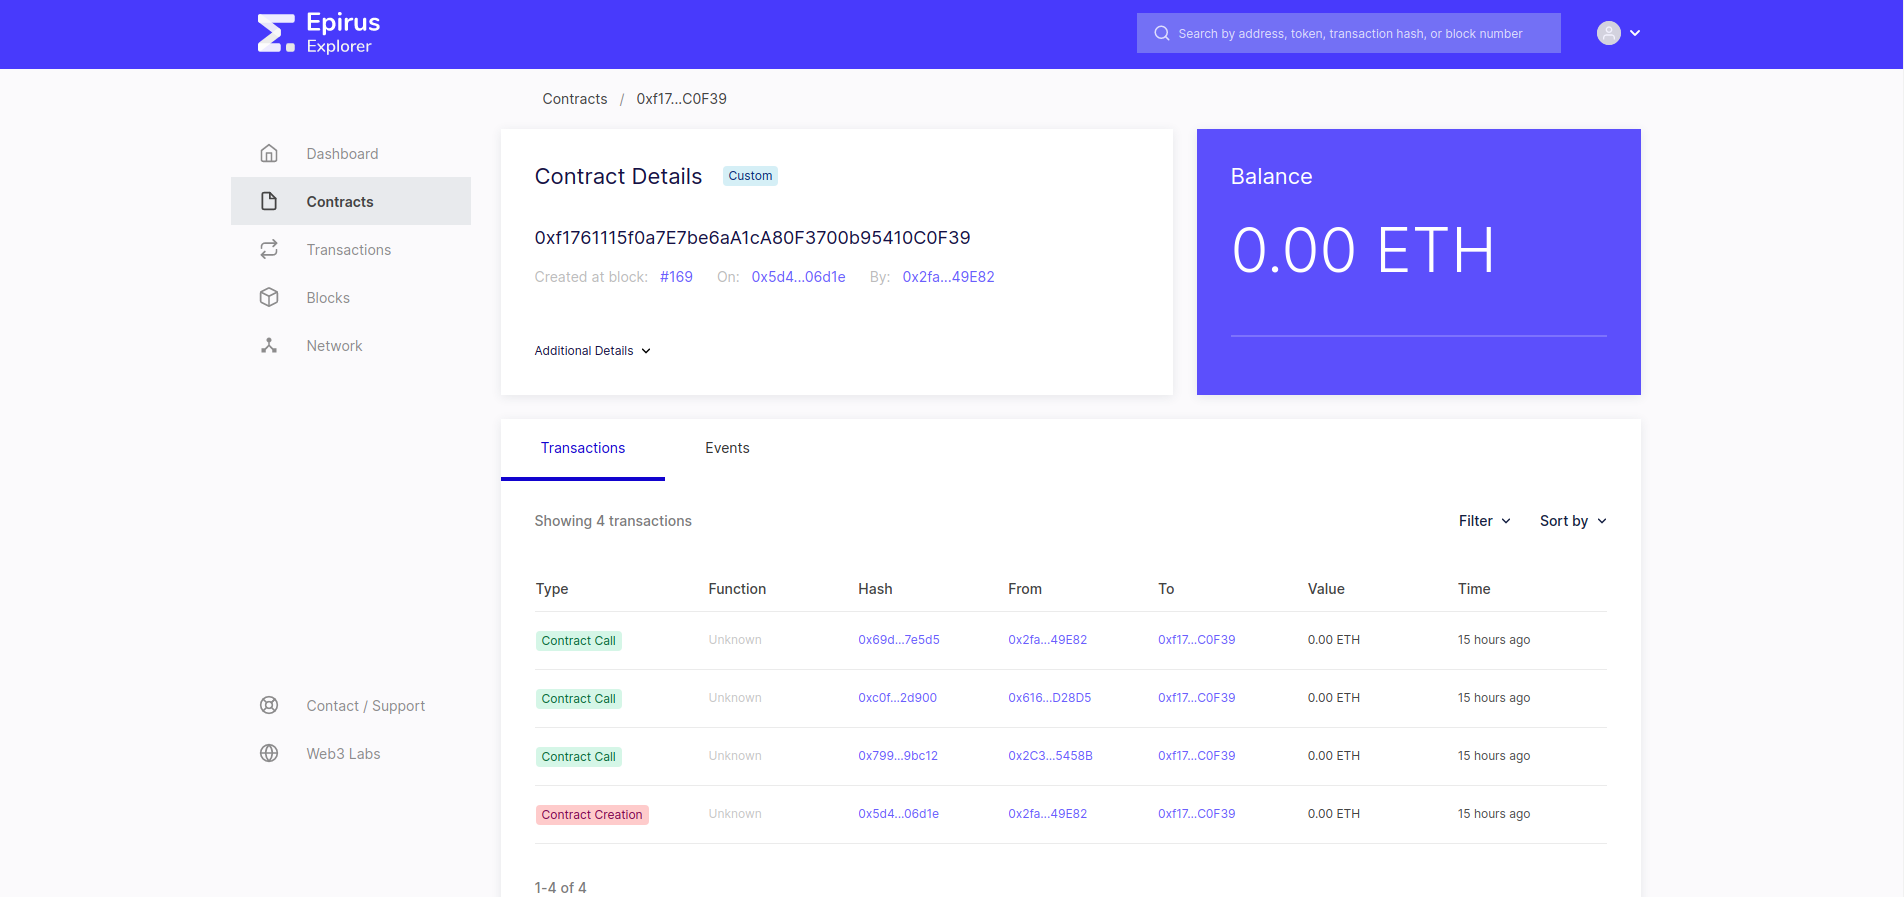 Epirus
Explorer
Search by address, token, transaction hash, or block number
Contracts / 0xf17...C0F39
Dashboard
Contracts
Transactions
Blocks
Network
Contact / Support
Web3 Labs
Contract Details Custom
0xf1761115f0a7E7be6aA1cA80F3700b95410C0F39
Created at block: #169 On: 0x5d4...06d1e By: 0x2fa...49E82
Additional Details
Balance
0.00 ETH
Transactions Events
Showing 4 transactions Filter Sort by
Type Function Hash From To Value Time
Contract Call Unknown 0x69d...7e5d5 0x2fa...49E82 0xf17...C0F39 0.00 ETH 15 hours ago
Contract Call Unknown 0xc0f...2d900 0x616...D28D5 0xf17...C0F39 0.00 ETH 15 hours ago
Contract Call Unknown 0x799...9bc12 0x2C3...5458B 0xf17...C0F39 0.00 ETH 15 hours ago
Contract Creation Unknown 0x5d4...06d1e 0x2fa...49E82 0xf17...C0F39 0.00 ETH 15 hours ago
1-4 of 4